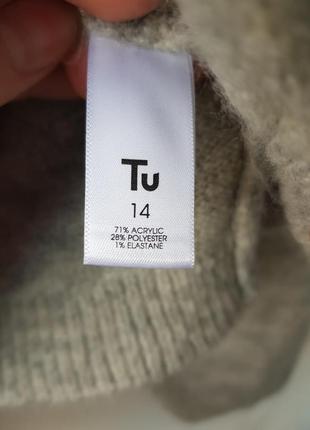 Tu
14
71% ACRYLIC
28% POLYESTER
1% ELASTANE